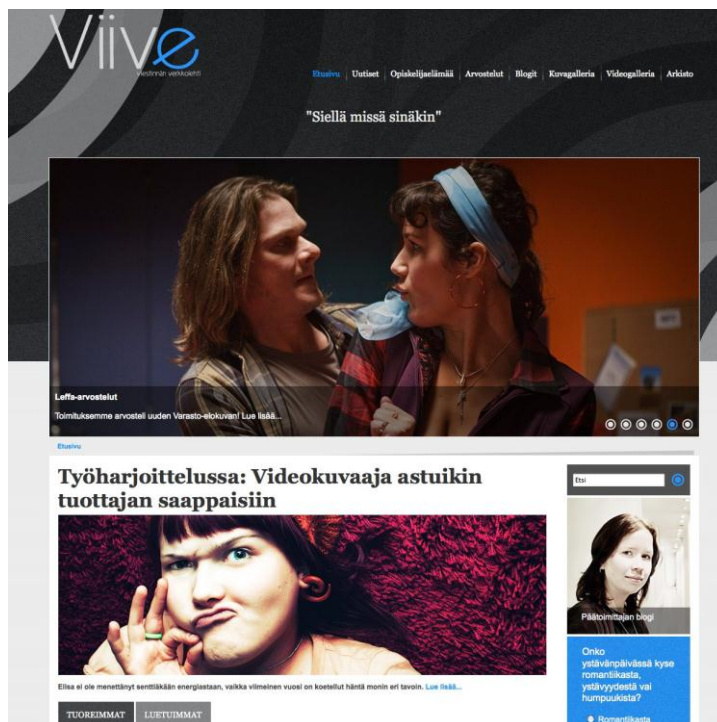 Viive
viestinnän verkkolehti
Etusivu Uutiset Opiskelijaelämää Arvostelut Blogit Kuvagalleria Videogalleria Arkisto
"Siellä missä sinäkin"
Leffa-arvostelut
Toimituksemme arvosteli uuden Varasto-elokuvan! Lue lisää...
Etusivu
Työharjoittelussa: Videokuvaaja astuikin
tuottajan saappaisiin
Etsi
Päätoimittajan blogi
Elisa ei ole menettänyt senttiäkään energiastaan, vaikka viimeinen vuosi on koetellut häntä monin eri tavoin. Lue lisää...
Onko
ystävänpäivässä kyse
romantiikasta,
ystävyydestä vai
humpuukista?
Romantiikasta
TUOREIMMAT LUETUIMMAT